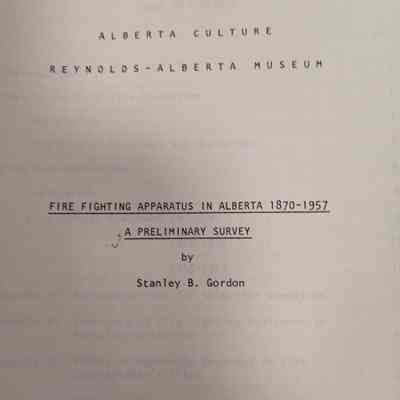 ALBERTA CULTURE
REYNOLDS-ALBERTA MUSEUM
FIRE FIGHTING APPARATUS IN ALBERTA 1870-1957
A PRELIMINARY SURVEY
by
Stanley B. Gordon